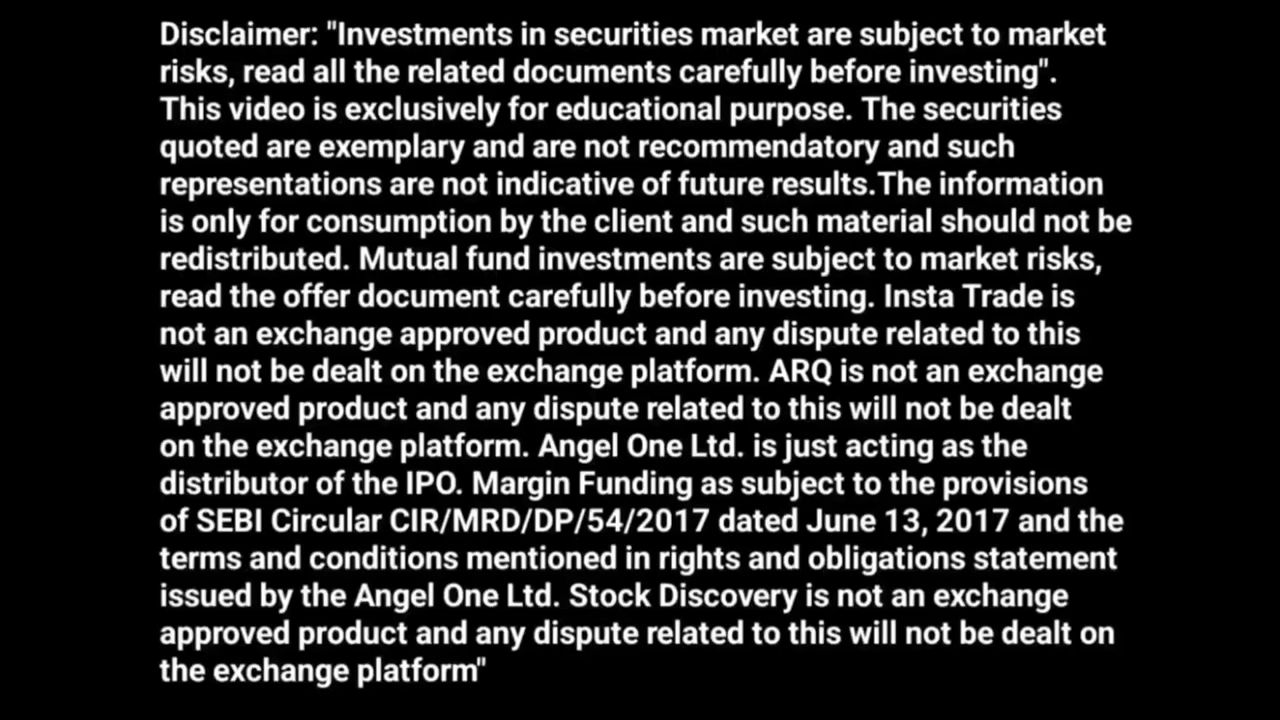 Disclaimer: "Investments in securities market are subject to market
risks, read all the related documents carefully before investing".
This video is exclusively for educational purpose. The securities
quoted are exemplary and are not recommendatory and such
representations are not indicative of future results.The information
is only for consumption by the client and such material should not be
redistributed. Mutual fund investments are subject to market risks,
read the offer document carefully before investing. Insta Trade is
not an exchange approved product and any dispute related to this
will not be dealt on the exchange platform. ARQ is not an exchange
approved product and any dispute related to this will not be dealt
on the exchange platform. Angel One Ltd. is just acting as the
distributor of the IPO. Margin Funding as subject to the provisions
of SEBI Circular CIR/MRD/DP/54/2017 dated June 13, 2017 and the
terms and conditions mentioned in rights and obligations statement
issued by the Angel One Ltd. Stock Discovery is not an exchange
approved product and any dispute related to this will not be dealt on
the exchange platform"